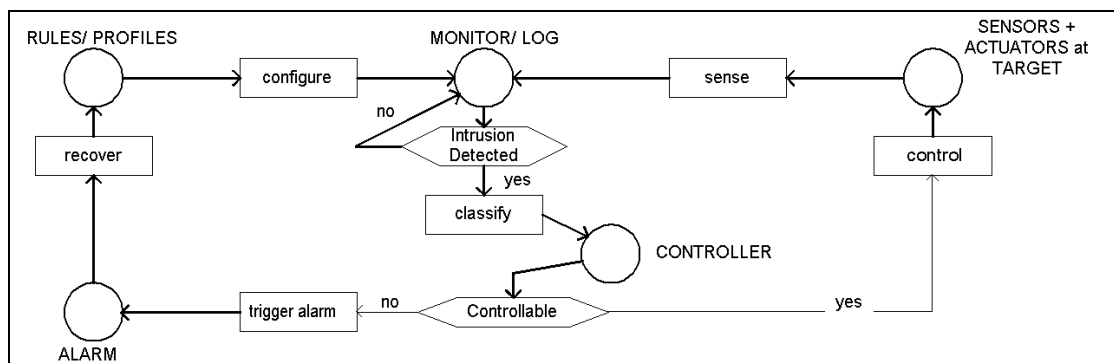 RULES/ PROFILES
MONITOR/ LOG
SENSORS +
ACTUATORS at
TARGET
configure
sense
no
Intrusion
Detected
recover
control
yes
classify
CONTROLLER
trigger alarm
no
Controllable
yes
ALARM